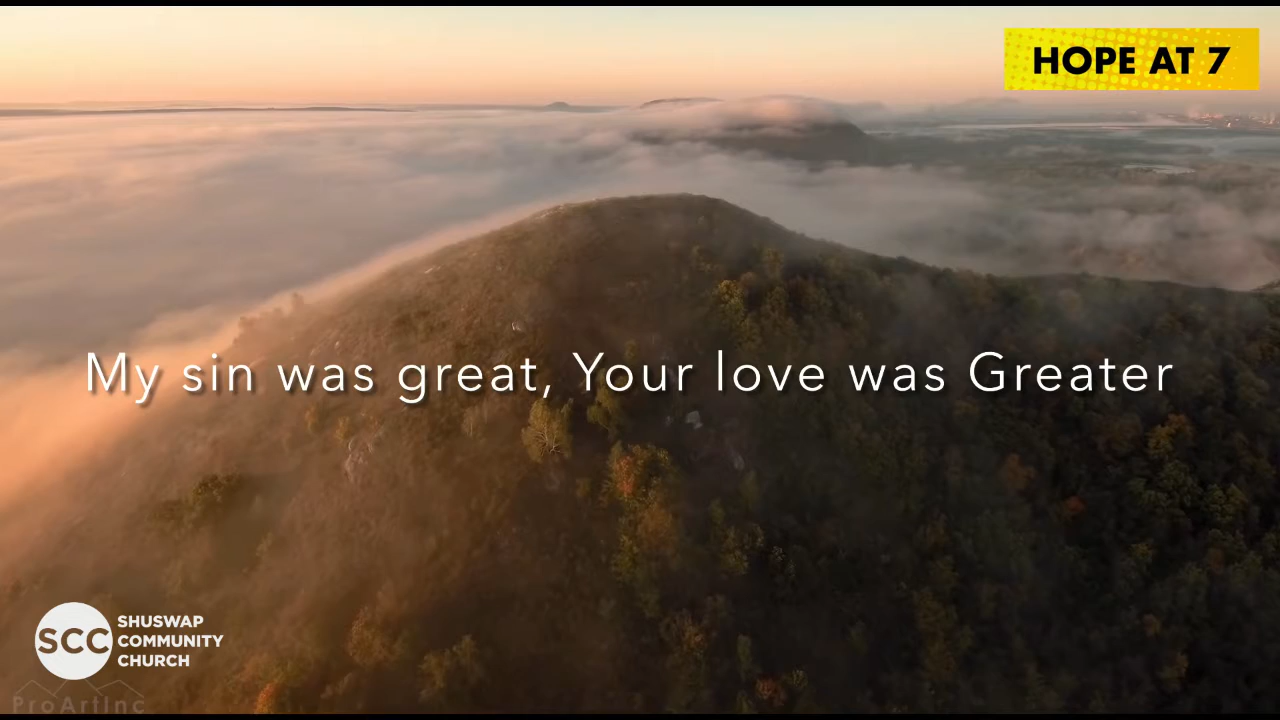 HOPE AT 7
My sin was great, Your love was Greater
SCC
SHUSWAP
COMMUNITY
CHURCH
ProArtInc